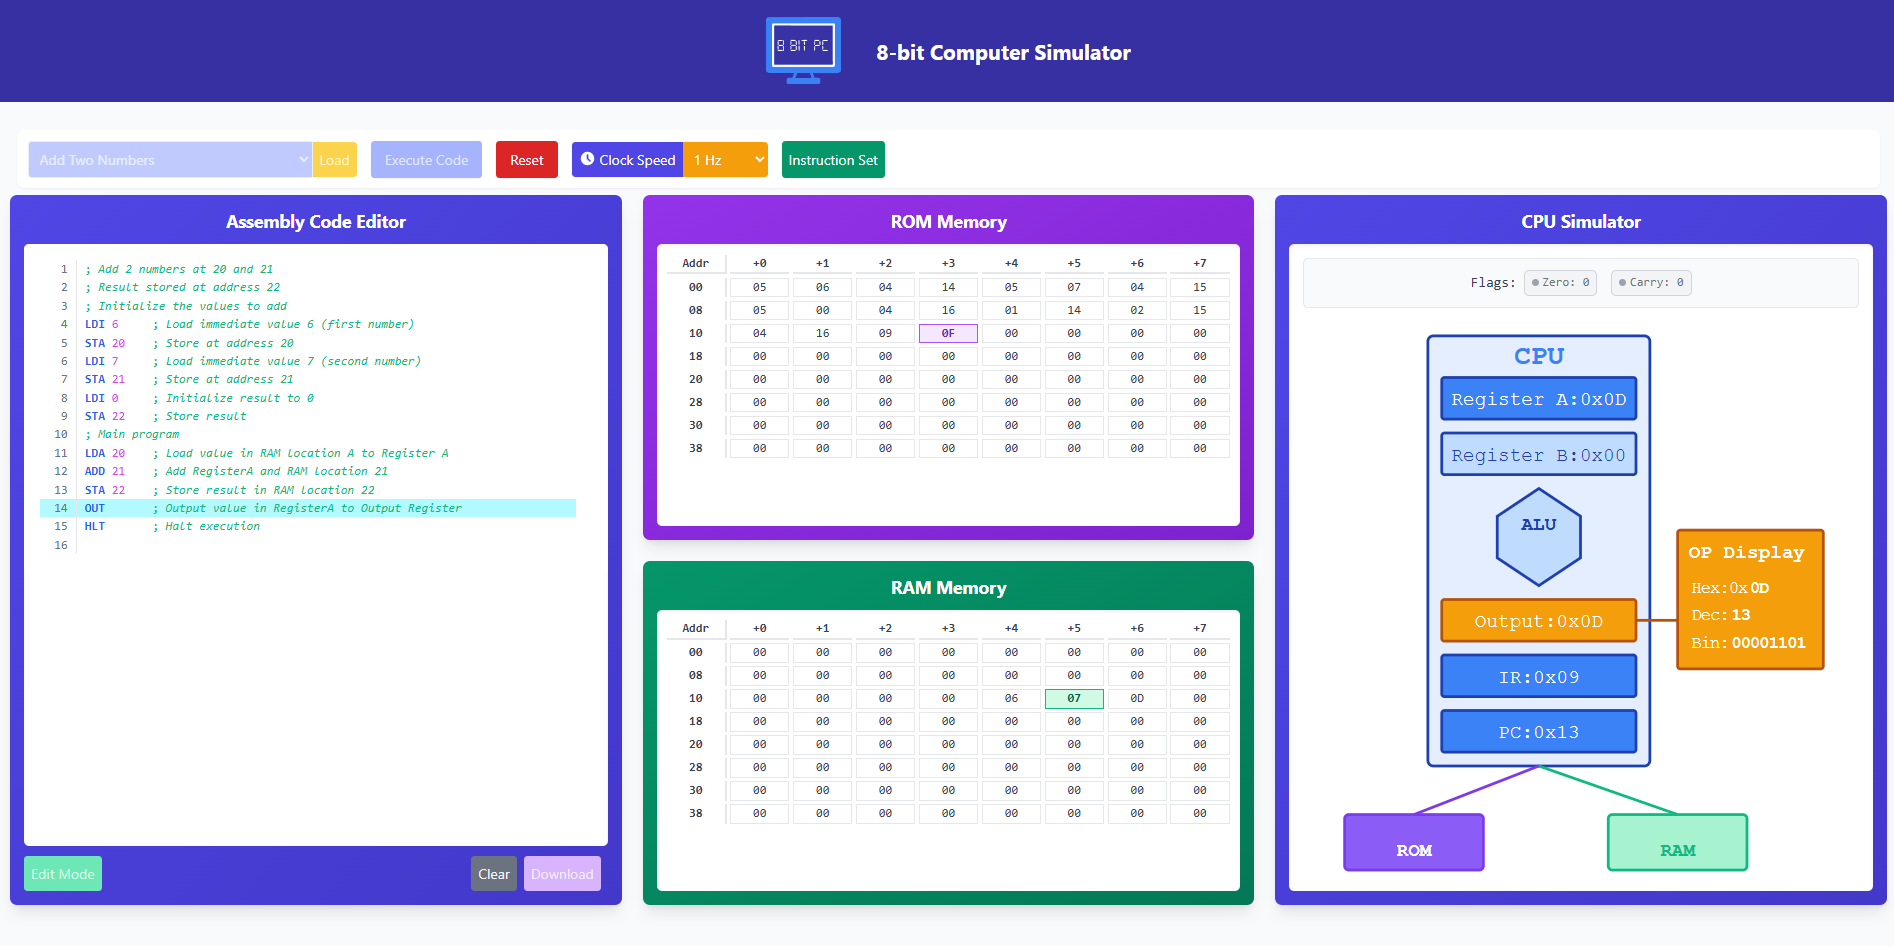 8 BIT PC
8-bit Computer Simulator
Add Two Numbers Load Execute Code Reset Clock Speed 1 Hz Instruction Set
Assembly Code Editor
1 ; Add 2 numbers at 20 and 21
2 ; Result stored at address 22
3 ; Initialize the values to add
4 LDI 6 ; Load immediate value 6 (first number)
5 STA 20 ; Store at address 20
6 LDI 7 ; Load immediate value 7 (second number)
7 STA 21 ; Store at address 21
8 LDI 0 ; Initialize result to 0
9 STA 22 ; Store result
10 ; Main program
11 LDA 20 ; Load value in RAM location A to Register A
12 ADD 21 ; Add RegisterA and RAM location 21
13 STA 22 ; Store result in RAM location 22
14 OUT ; Output value in RegisterA to Output Register
15 HLT ; Halt execution
16
Edit Mode Clear Download
ROM Memory
Addr +0 +1 +2 +3 +4 +5 +6 +7
00 05 06 04 14 05 07 04 15
08 05 00 04 16 01 14 02 15
10 04 16 09 0F 00 00 00 00
18 00 00 00 00 00 00 00 00
20 00 00 00 00 00 00 00 00
28 00 00 00 00 00 00 00 00
30 00 00 00 00 00 00 00 00
38 00 00 00 00 00 00 00 00
RAM Memory
Addr +0 +1 +2 +3 +4 +5 +6 +7
00 00 00 00 00 00 00 00 00
08 00 00 00 00 00 00 00 00
10 00 00 00 00 06 07 0D 00
18 00 00 00 00 00 00 00 00
20 00 00 00 00 00 00 00 00
28 00 00 00 00 00 00 00 00
30 00 00 00 00 00 00 00 00
38 00 00 00 00 00 00 00 00
CPU Simulator
Flags: Zero: 0 Carry: 0
CPU
Register A:0x0D
Register B:0x00
ALU
Output:0x0D
IR:0x09
PC:0x13
OP Display
Hex:0x0D
Dec:13
Bin:00001101
ROM
RAM